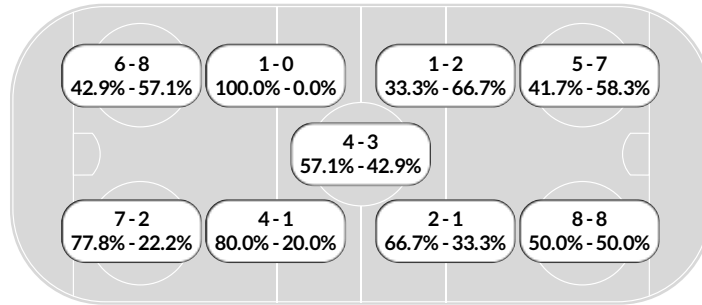 6 - 8
42.9% - 57.1%
1 - 0
100.0% - 0.0%
1 - 2
33.3% - 66.7%
5 - 7
41.7% - 58.3%
4 - 3
57.1% - 42.9%
7 - 2
77.8% - 22.2%
4 - 1
80.0% - 20.0%
2 - 1
66.7% - 33.3%
8 - 8
50.0% - 50.0%